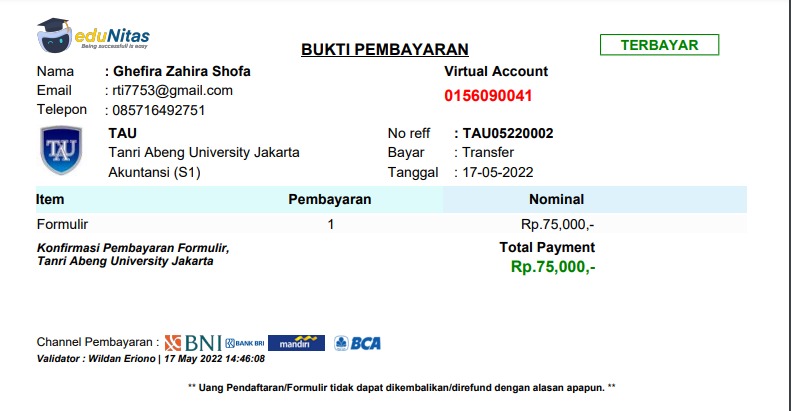 eduNitas
Being successfull is easy
BUKTI PEMBAYARAN
TERBAYAR
Nama : Ghefira Zahira Shofa
Email : rti7753@gmail.com
Telepon : 085716492751
Virtual Account
0156090041
TAU
TAU
Tanri Abeng University Jakarta
Akuntansi (S1)
No reff : TAU05220002
Bayar : Transfer
Tanggal : 17-05-2022
Item Pembayaran Nominal
Formulir 1 Rp.75,000,-
Konfirmasi Pembayaran Formulir,
Tanri Abeng University Jakarta
Total Payment
Rp.75,000,-
Channel Pembayaran : BNI BANK BRI mandiri BCA
Validator : Wildan Eriono | 17 May 2022 14:46:08
** Uang Pendaftaran/Formulir tidak dapat dikembalikan/direfund dengan alasan apapun. **